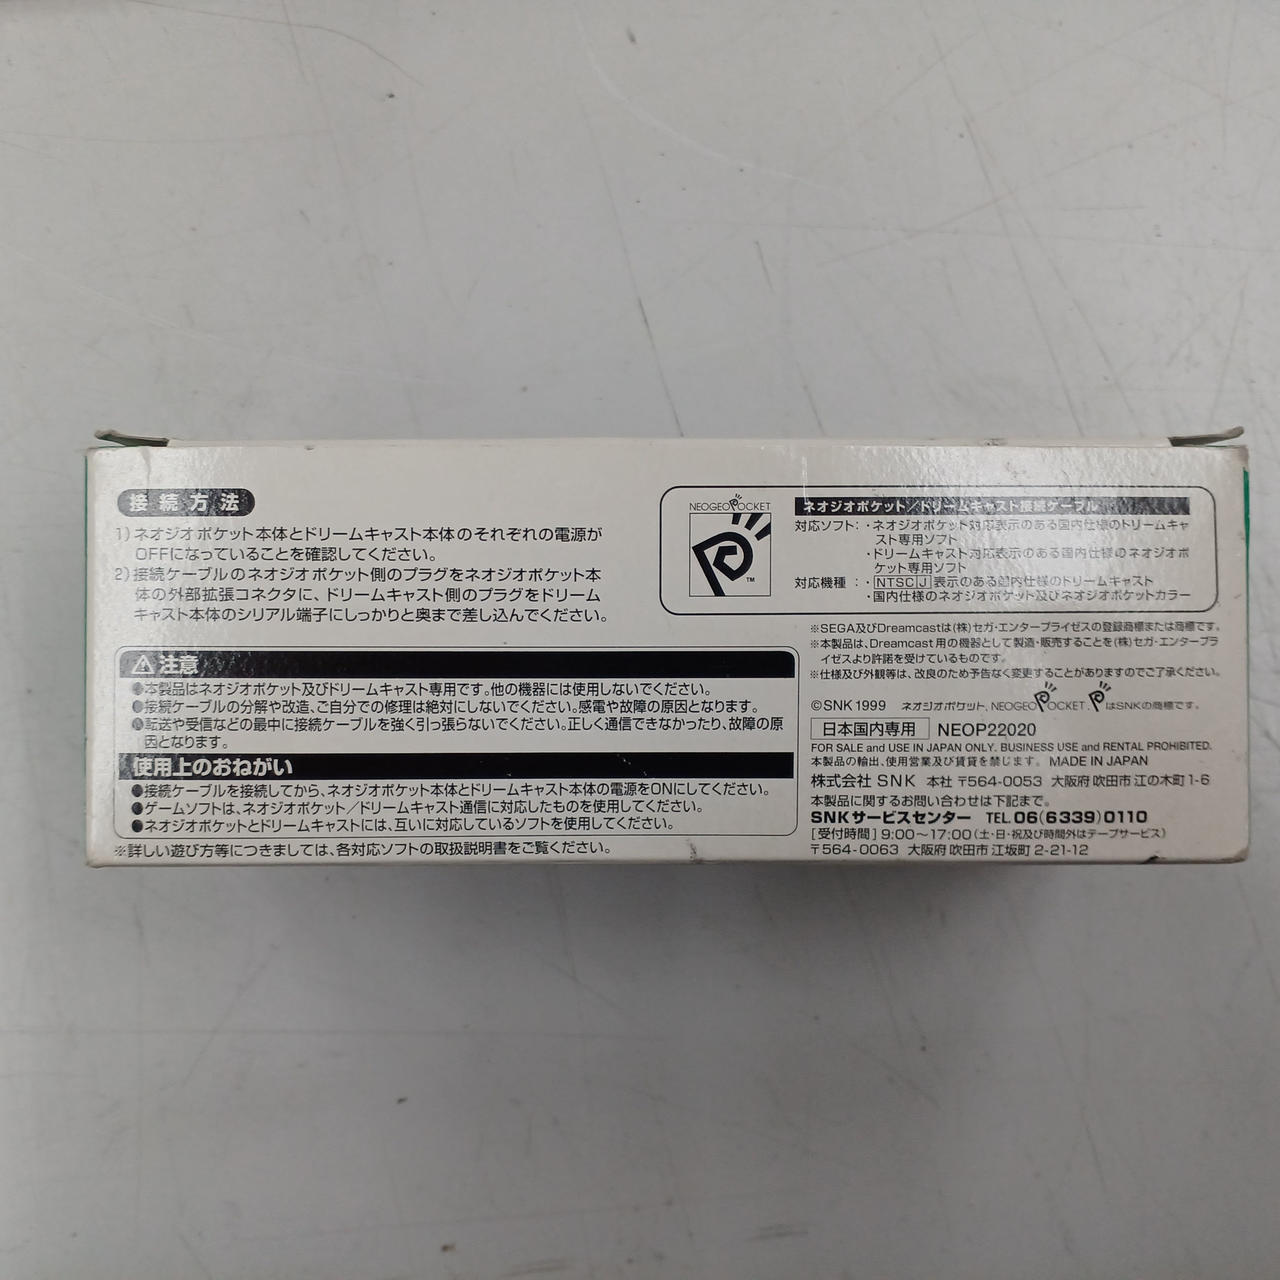 接続方法
1)ネオジオポケット本体とドリームキャスト本体のそれぞれの電源が
OFFになっていることを確認してください。
2)接続ケーブルのネオジオポケット側のプラグをネオジオポケット本
体の外部拡張コネクタに、ドリームキャスト側のプラグをドリーム
キャスト本体のシリアル端子にしっかりと奥まで差し込んでください。
注意
●本製品はネオジオポケット及びドリームキャスト専用です。他の機器には使用しないでください。
●接続ケーブルの分解や改造、ご自分での修理は絶対にしないでください。感電や故障の原因となります。
●転送や受信などの最中に接続ケーブルを強く引っ張らないでください。正しく通信できなかったり、故障の原
因となります。
使用上のおねがい
●接続ケーブルを接続してから、ネオジオポケット本体とドリームキャスト本体の電源をONにしてください。
●ゲームソフトは、ネオジオポケット／ドリームキャスト通信に対応したものを使用してください。
●ネオジオポケットとドリームキャストには、互いに対応しているソフトを使用してください。
※詳しい遊び方等につきましては、各対応ソフトの取扱説明書をご覧ください。
NEOGEO POCKET
TM
ネオジオポケット／ドリームキャスト接続ケーブル
対応ソフト:・ネオジオポケット対応表示のある国内仕様のドリームキャ
スト専用ソフト
・ドリームキャスト対応表示のある国内仕様のネオジオポ
ケット専用ソフト
対応機種:・NTSC J 表示のある国内仕様のドリームキャスト
・国内仕様のネオジオポケット及びネオジオポケットカラー
※SEGA及びDreamcastは(株)セガ・エンタープライゼスの登録商標または商標です。
※本製品は、Dreamcast用の機器として製造・販売することを(株)セガ・エンタープラ
イゼスより許諾を受けているものです。
※仕様及び外観等は、改良のため予告なく変更することがありますのでご了承ください。
©SNK 1999 ネオジオポケット、NEOGEO POCKET、PはSNKの商標です。
日本国内専用 NEOP22020
FOR SALE and USE IN JAPAN ONLY. BUSINESS USE and RENTAL PROHIBITED.
本製品の輸出、使用営業及び賃貸を禁じます。 MADE IN JAPAN
株式会社 SNK 本社 〒564-0053 大阪府吹田市江の木町1-6
本製品に関するお問い合わせは下記まで。
SNKサービスセンター TEL 06(6339)0110
[受付時間]9:00〜17:00(土・日・祝及び時間外はテープサービス)
〒564-0063 大阪府吹田市江坂町2-21-12